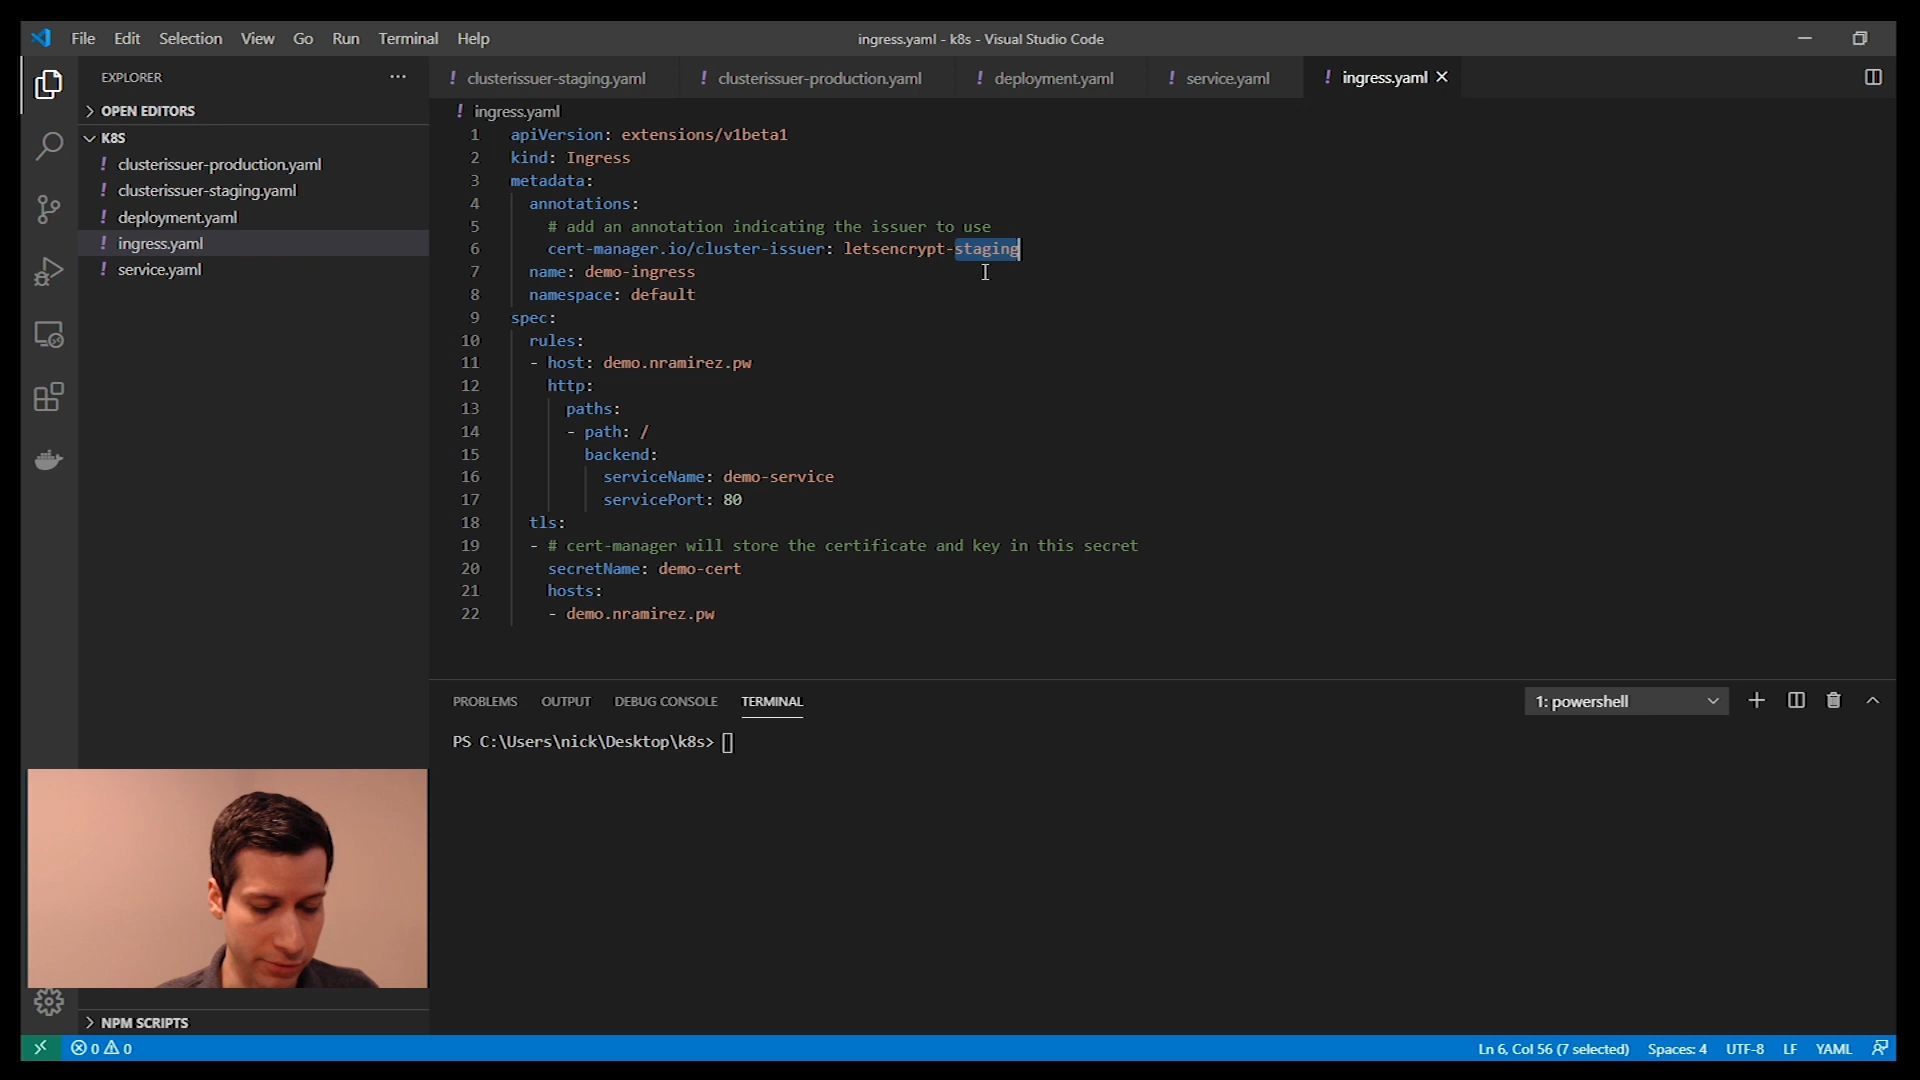 File Edit Selection View Go Run Terminal Help
ingress.yaml - k8s - Visual Studio Code
EXPLORER
OPEN EDITORS
K8S
! clusterissuer-production.yaml
! clusterissuer-staging.yaml
! deployment.yaml
! ingress.yaml
! service.yaml
NPM SCRIPTS
! clusterissuer-staging.yaml ! clusterissuer-production.yaml ! deployment.yaml ! service.yaml ! ingress.yaml
! ingress.yaml
1 apiVersion: extensions/v1beta1
2 kind: Ingress
3 metadata:
4 annotations:
5 # add an annotation indicating the issuer to use
6 cert-manager.io/cluster-issuer: letsencrypt-staging
7 name: demo-ingress
8 namespace: default
9 spec:
10 rules:
11 - host: demo.nramirez.pw
12 http:
13 paths:
14 - path: /
15 backend:
16 serviceName: demo-service
17 servicePort: 80
18 tls:
19 - # cert-manager will store the certificate and key in this secret
20 secretName: demo-cert
21 hosts:
22 - demo.nramirez.pw
PROBLEMS OUTPUT DEBUG CONSOLE TERMINAL
1: powershell
PS C:\Users\nick\Desktop\k8s>
0 0
Ln 6, Col 56 (7 selected) Spaces: 4 UTF-8 LF YAML